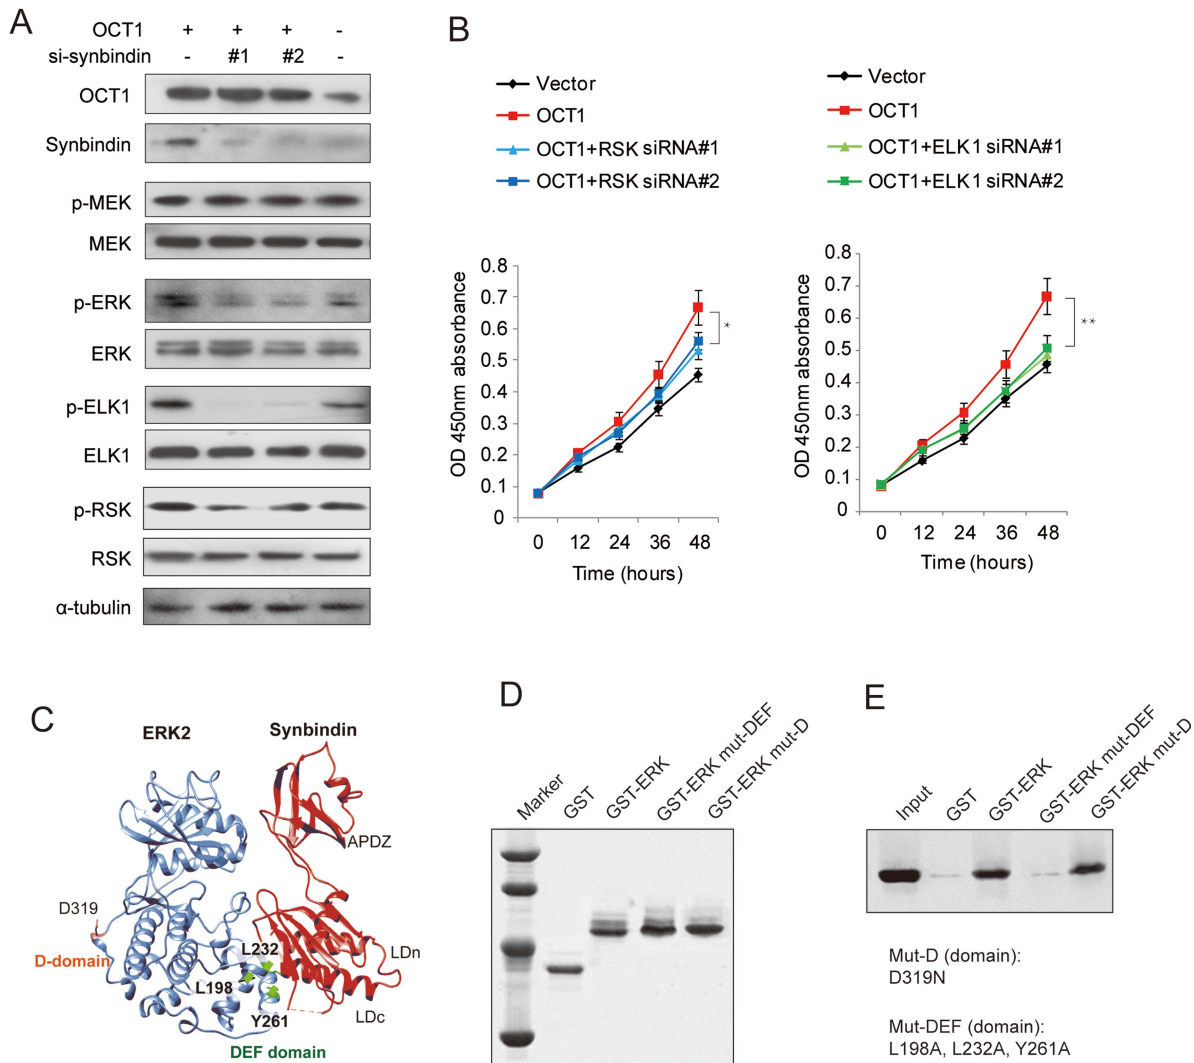 A
OCT1 + + + -
si-synbindin - #1 #2 -
OCT1
Synbindin
p-MEK
MEK
p-ERK
ERK
p-ELK1
ELK1
p-RSK
RSK
α-tubulin
B
Vector
OCT1
OCT1+RSK siRNA#1
OCT1+RSK siRNA#2
OD 450nm absorbance
0.8
0.7
0.6
0.5
0.4
0.3
0.2
0.1
0
*
0 12 24 36 48
Time (hours)
Vector
OCT1
OCT1+ELK1 siRNA#1
OCT1+ELK1 siRNA#2
OD 450nm absorbance
0.8
0.7
0.6
0.5
0.4
0.3
0.2
0.1
0
**
0 12 24 36 48
Time (hours)
C
ERK2
Synbindin
APDZ
D319
D-domain
L232
LDn
L198
LDc
Y261
DEF domain
D
Marker
GST
GST-ERK
GST-ERK mut-DEF
GST-ERK mut-D
E
Input
GST
GST-ERK
GST-ERK mut-DEF
GST-ERK mut-D
Mut-D (domain):
D319N
Mut-DEF (domain):
L198A, L232A, Y261A